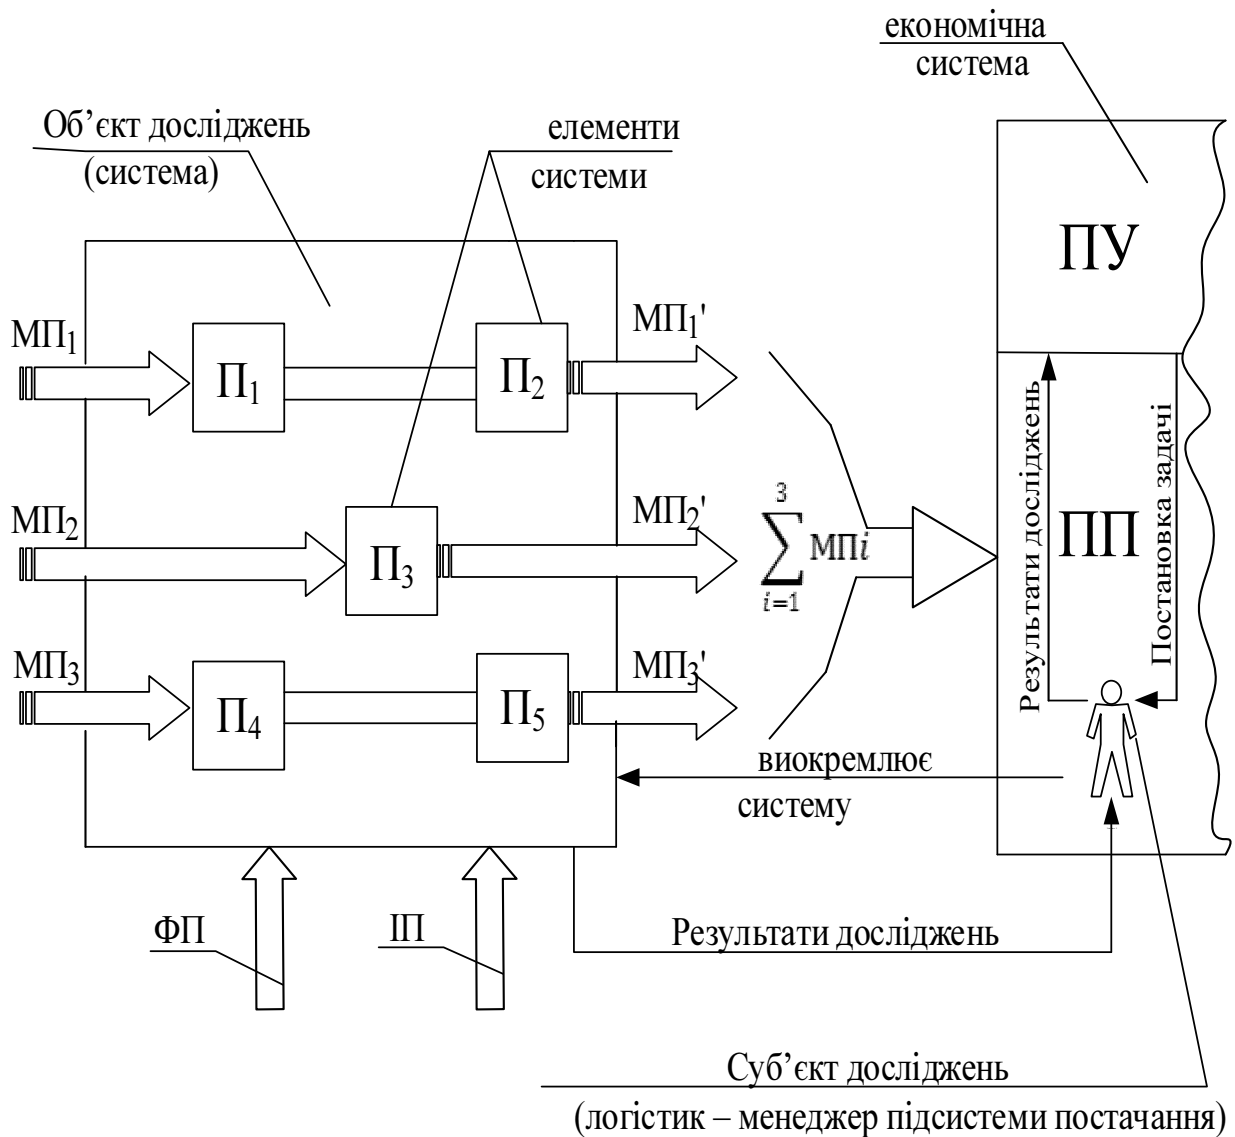 економічна
система
Об’єкт досліджень
(система)
елементи
системи
ПУ
МП₁
П₁
П₂
МП₁'
Результати досліджень
Постановка задачі
МП₂
П₃
МП₂'
3
∑ МПi
i=1
ПП
МП₃
П₄
П₅
МП₃'
виокремлює
систему
ФП
ІП
Результати досліджень
Суб’єкт досліджень
(логістик – менеджер підсистеми постачання)